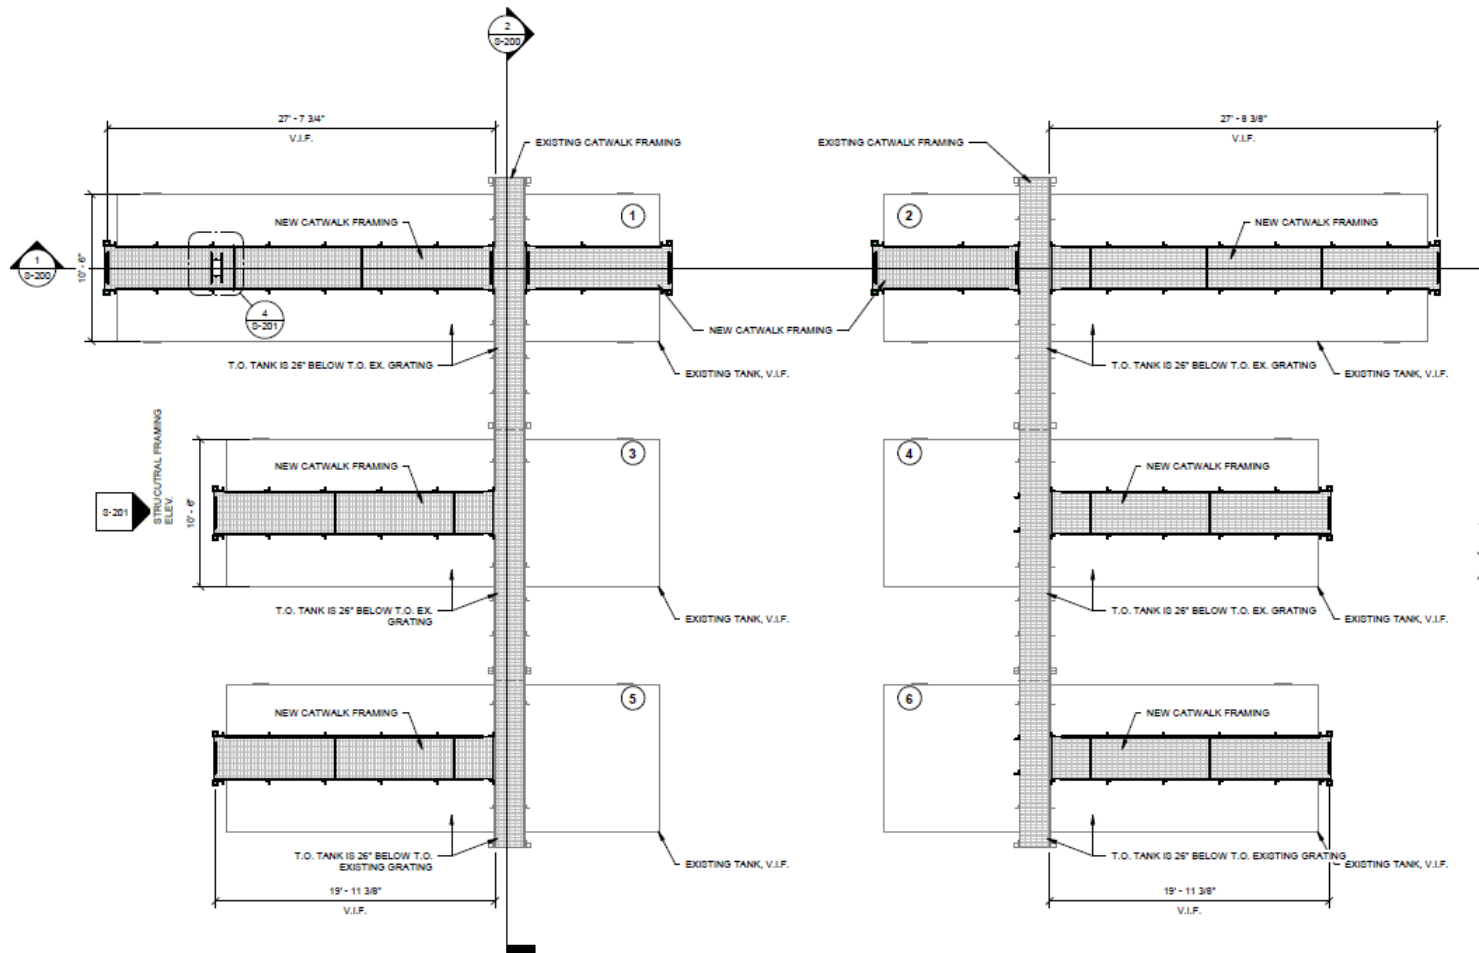 2
S-200
27' - 7 3/4"
V.I.F.
27' - 8 3/8"
V.I.F.
EXISTING CATWALK FRAMING
EXISTING CATWALK FRAMING
1
2
NEW CATWALK FRAMING
NEW CATWALK FRAMING
1
S-200
10' - 6"
4
S-201
NEW CATWALK FRAMING
T.O. TANK IS 26" BELOW T.O. EX. GRATING
EXISTING TANK, V.I.F.
T.O. TANK IS 26" BELOW T.O. EX. GRATING
EXISTING TANK, V.I.F.
3
4
NEW CATWALK FRAMING
NEW CATWALK FRAMING
S-201
STRUCUTRAL FRAMING
ELEV.
10' - 6"
T.O. TANK IS 26" BELOW T.O. EX.
GRATING
EXISTING TANK, V.I.F.
T.O. TANK IS 26" BELOW T.O. EX. GRATING
EXISTING TANK, V.I.F.
5
6
NEW CATWALK FRAMING
NEW CATWALK FRAMING
T.O. TANK IS 26" BELOW T.O.
EXISTING GRATING
EXISTING TANK, V.I.F.
T.O. TANK IS 26" BELOW T.O. EXISTING GRATING
EXISTING TANK, V.I.F.
19' - 11 3/8"
V.I.F.
19' - 11 3/8"
V.I.F.